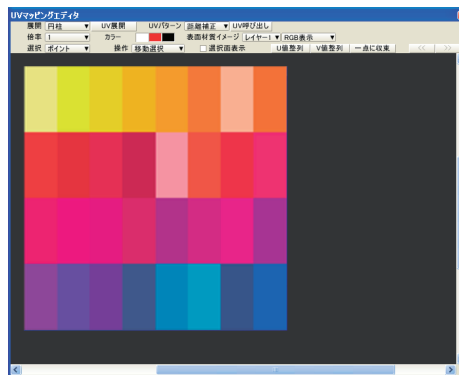 UVマッピングエディタ
展開 円柱 UV展開 UVパターン 距離補正 UV呼び出し
倍率 1 カラー 表面材質イメージ レイヤー1 RGB表示
選択 ポイント 操作 移動選択 選択面表示 U値整列 V値整列 一点に収束 << >>